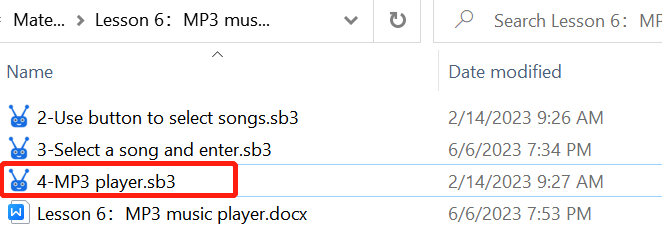 Mate... Lesson 6：MP3 mus... Search Lesson 6：MP
Name Date modified
2-Use button to select songs.sb3 2/14/2023 9:26 AM
3-Select a song and enter.sb3 6/6/2023 7:34 PM
4-MP3 player.sb3 2/14/2023 9:27 AM
Lesson 6：MP3 music player.docx 6/6/2023 7:53 PM